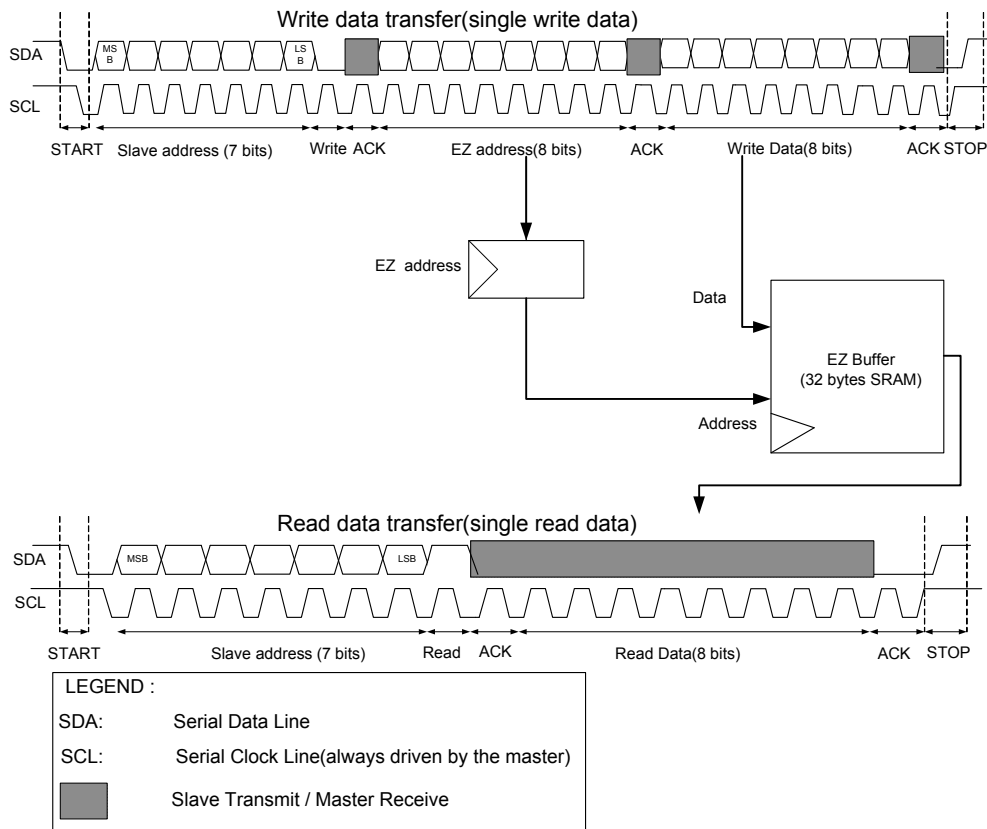 Write data transfer(single write data)
SDA
MS
B
LS
B
SCL
START Slave address (7 bits) Write ACK EZ address(8 bits) ACK Write Data(8 bits) ACK STOP
EZ address
Data
EZ Buffer
(32 bytes SRAM)
Address
Read data transfer(single read data)
SDA MSB LSB
SCL
START Slave address (7 bits) Read ACK Read Data(8 bits) ACK STOP
LEGEND :
SDA: Serial Data Line
SCL: Serial Clock Line(always driven by the master)
Slave Transmit / Master Receive